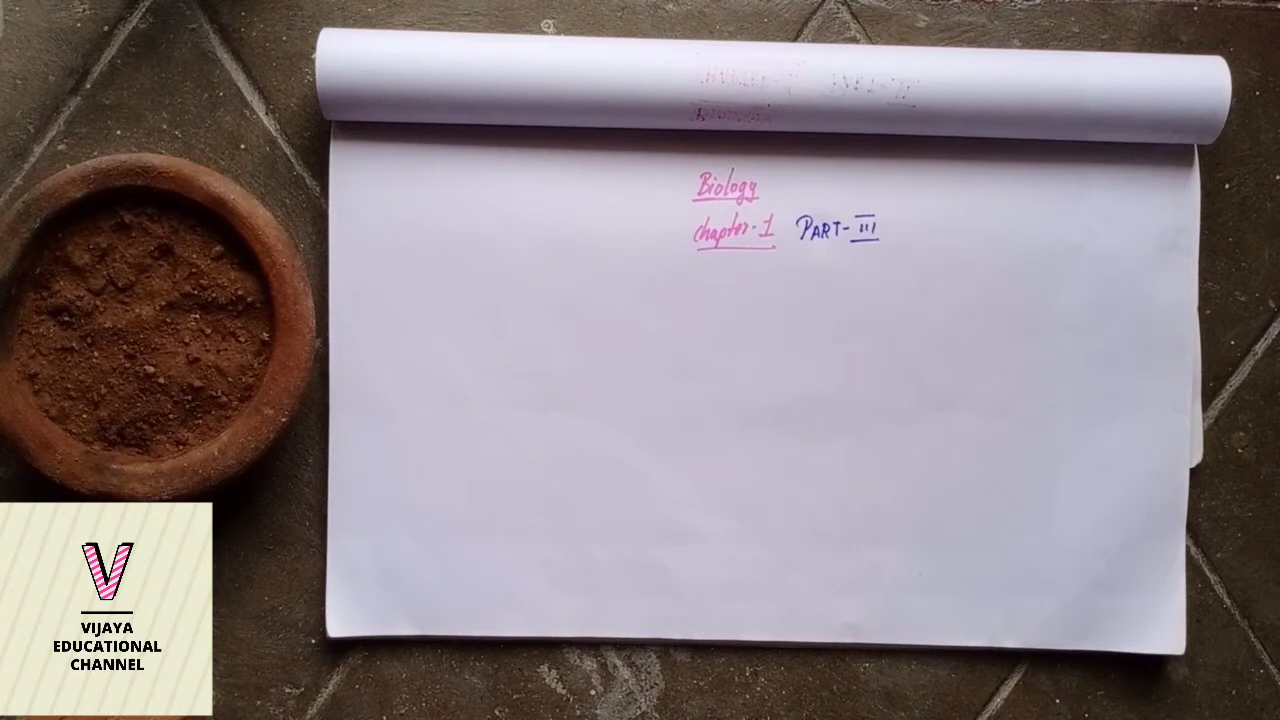 Biology
Chapter-1 PART-III
V
VIJAYA
EDUCATIONAL
CHANNEL